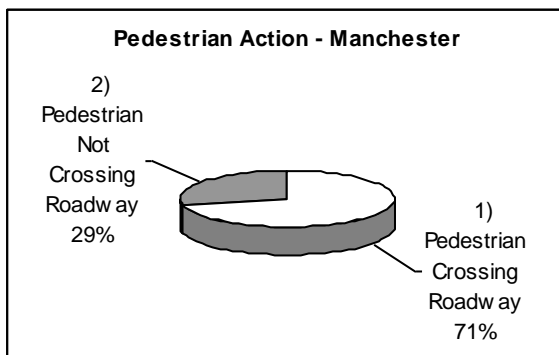 Pedestrian Action - Manchester
2)
Pedestrian
Not
Crossing
Roadway
29%
1)
Pedestrian
Crossing
Roadway
71%